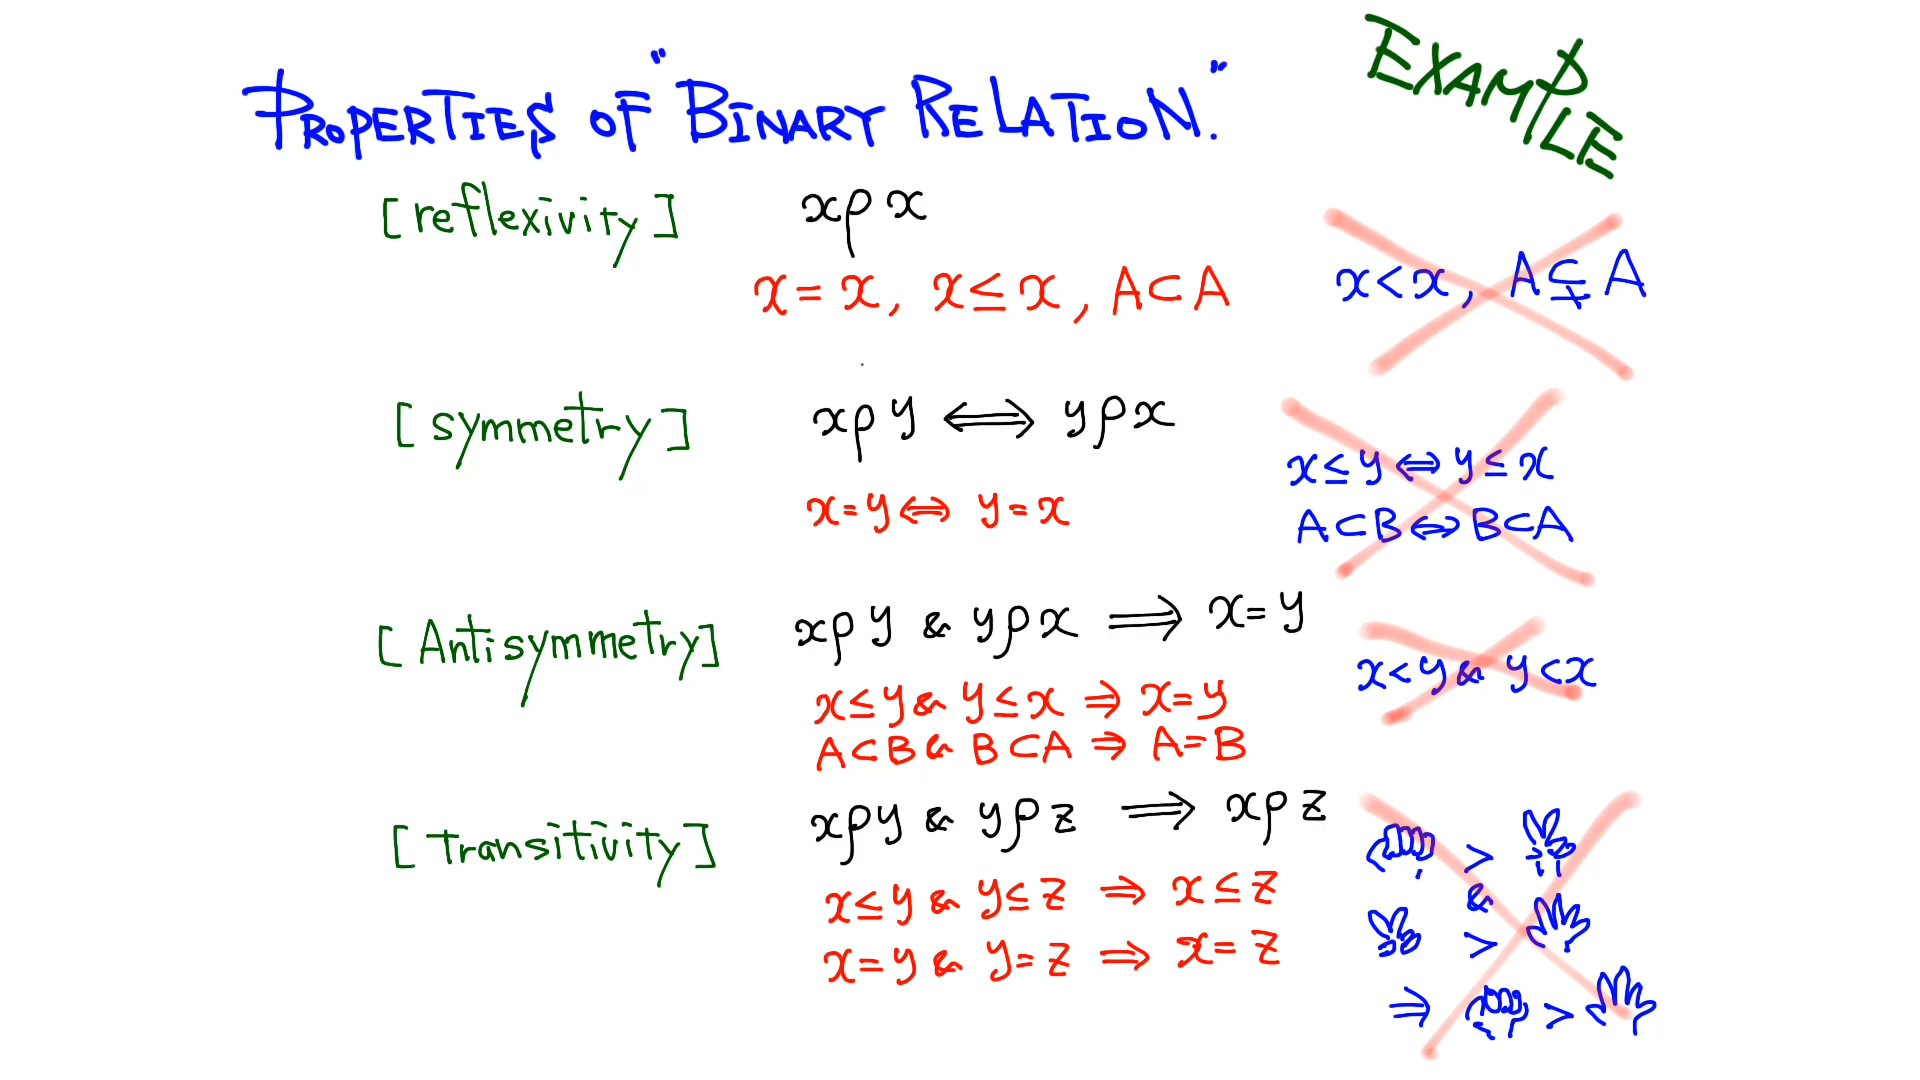 PROPERTIES OF "BINARY RELATION."
EXAMPLE
[reflexivity] xρx
x=x, x≤x, A⊂A
x<x, A⊊A
[symmetry] xρy ⟺ yρx
x=y ⟺ y=x
x≤y ⟺ y≤x
A⊂B ⟺ B⊂A
[Antisymmetry] xρy & yρx ⟹ x=y
x≤y & y≤x ⇒ x=y
A⊂B & B⊂A ⇒ A=B
x<y & y<x
[Transitivity] xρy & yρz ⟹ xρz
x≤y & y≤z ⇒ x≤z
x=y & y=z ⇒ x=z
>
&
>
⇒ >